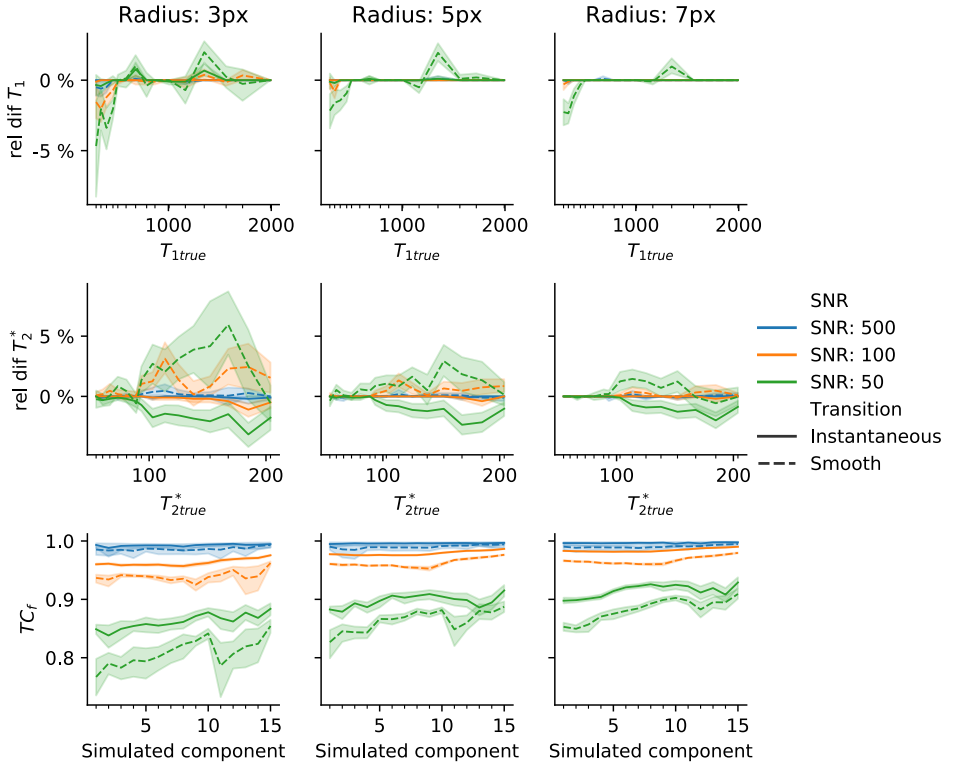 Radius: 3px
Radius: 5px
Radius: 7px
rel dif T₁
0 %
-5 %
1000
2000
T₁true
1000
2000
T₁true
1000
2000
T₁true
rel dif T₂*
5 %
0 %
100
200
T₂true*
100
200
T₂true*
100
200
T₂true*
SNR
SNR: 500
SNR: 100
SNR: 50
Transition
Instantaneous
Smooth
TC_f
1.0
0.9
0.8
5
10
15
Simulated component
5
10
15
Simulated component
5
10
15
Simulated component